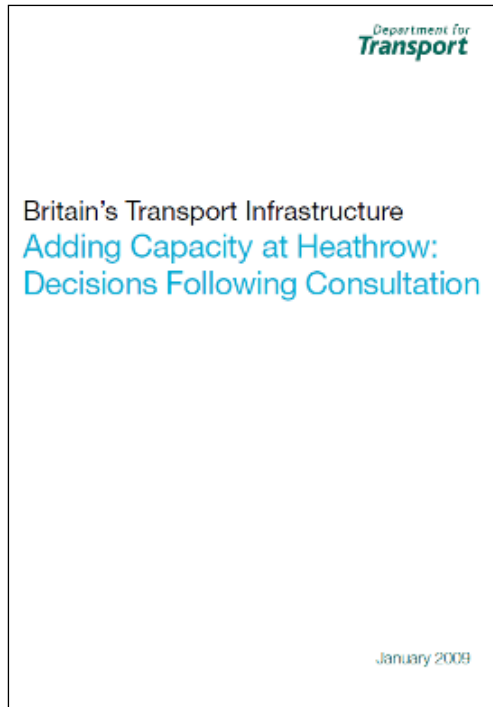 Department for
Transport
Britain's Transport Infrastructure
Adding Capacity at Heathrow:
Decisions Following Consultation
January 2009